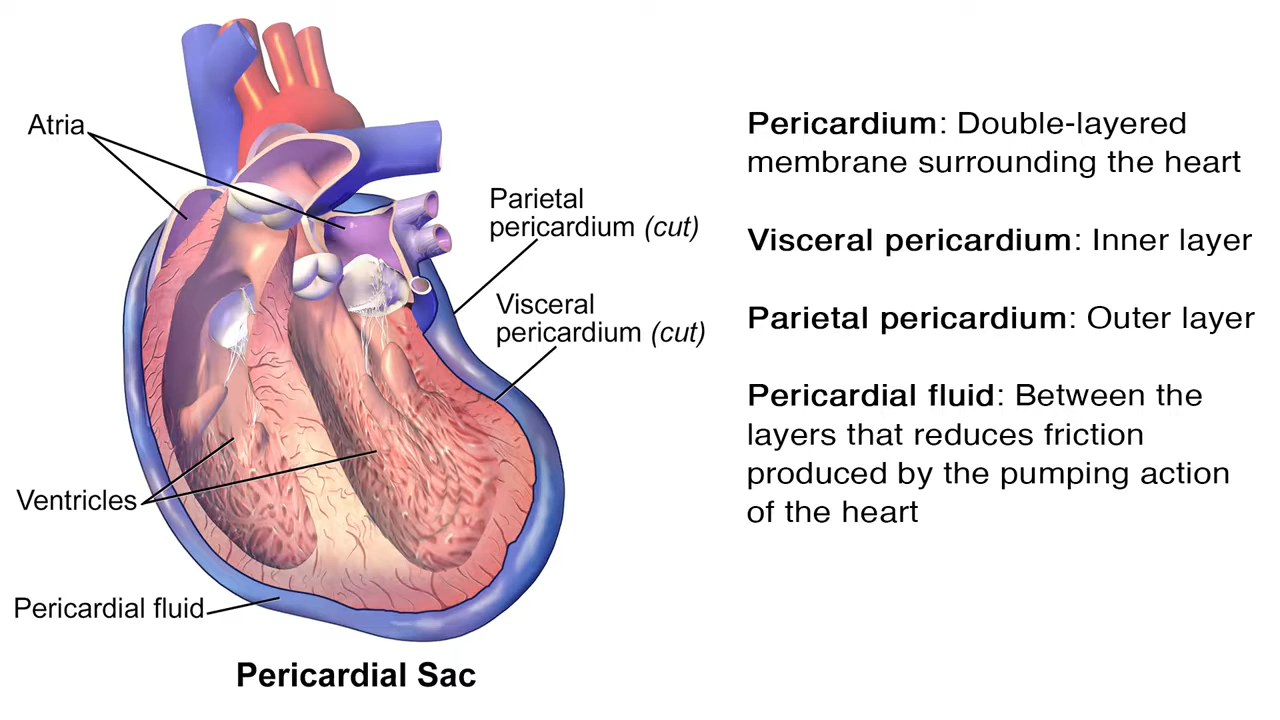 Atria
Parietal
pericardium (cut)
Visceral
pericardium (cut)
Ventricles
Pericardial fluid
Pericardial Sac
Pericardium: Double-layered
membrane surrounding the heart
Visceral pericardium: Inner layer
Parietal pericardium: Outer layer
Pericardial fluid: Between the
layers that reduces friction
produced by the pumping action
of the heart